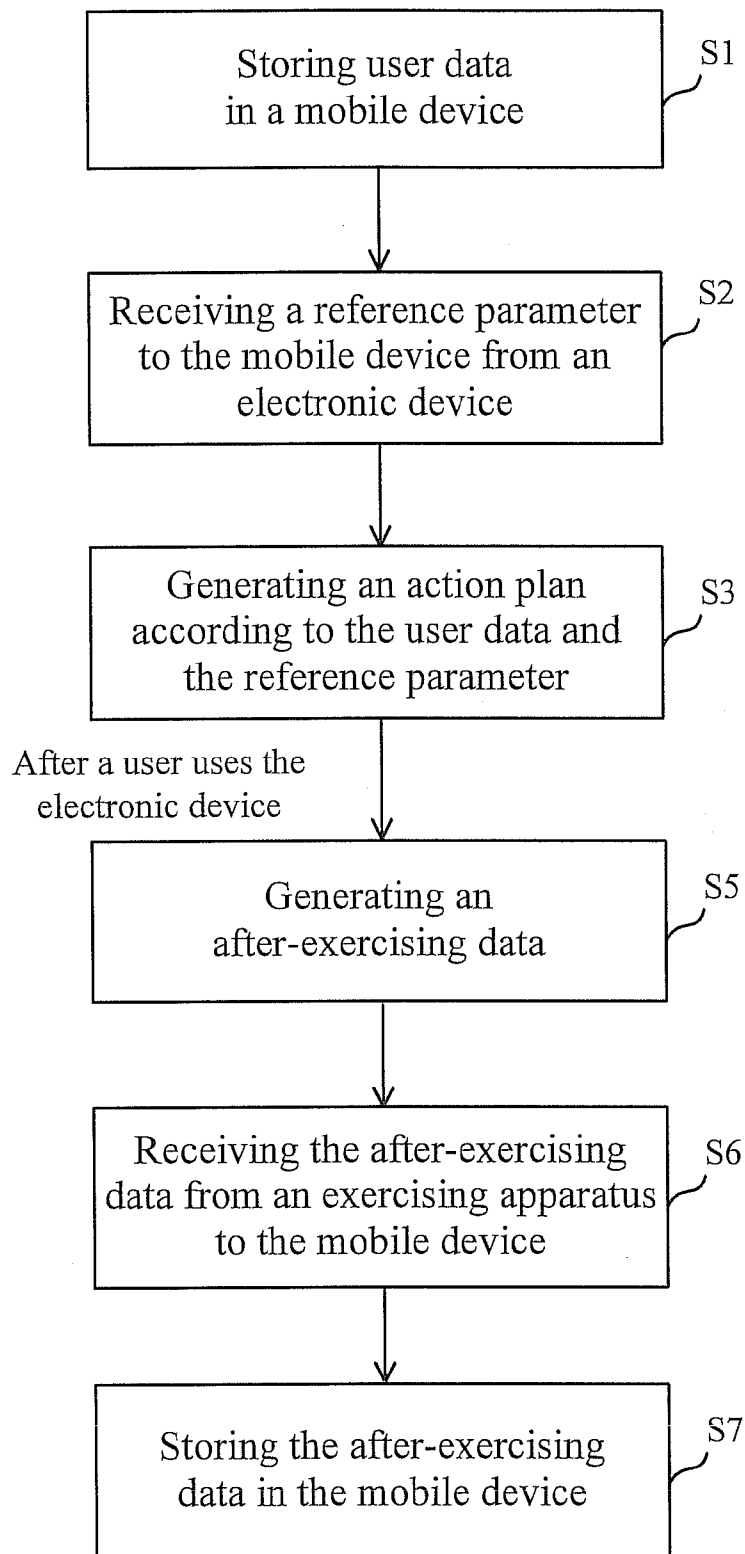 Storing user data
in a mobile device
S1
Receiving a reference parameter
to the mobile device from an
electronic device
S2
Generating an action plan
according to the user data and
the reference parameter
S3
After a user uses the
electronic device
Generating an
after-exercising data
S5
Receiving the after-exercising
data from an exercising apparatus
to the mobile device
S6
Storing the after-exercising
data in the mobile device
S7